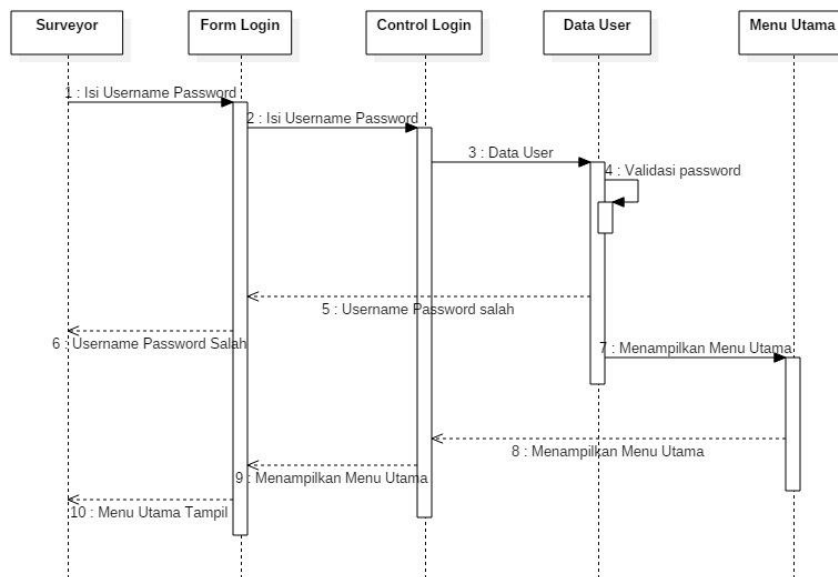 Surveyor
Form Login
Control Login
Data User
Menu Utama
1 : Isi Username Password
2 : Isi Username Password
3 : Data User
4 : Validasi password
5 : Username Password salah
6 : Username Password Salah
7 : Menampilkan Menu Utama
8 : Menampilkan Menu Utama
9 : Menampilkan Menu Utama
10 : Menu Utama Tampil